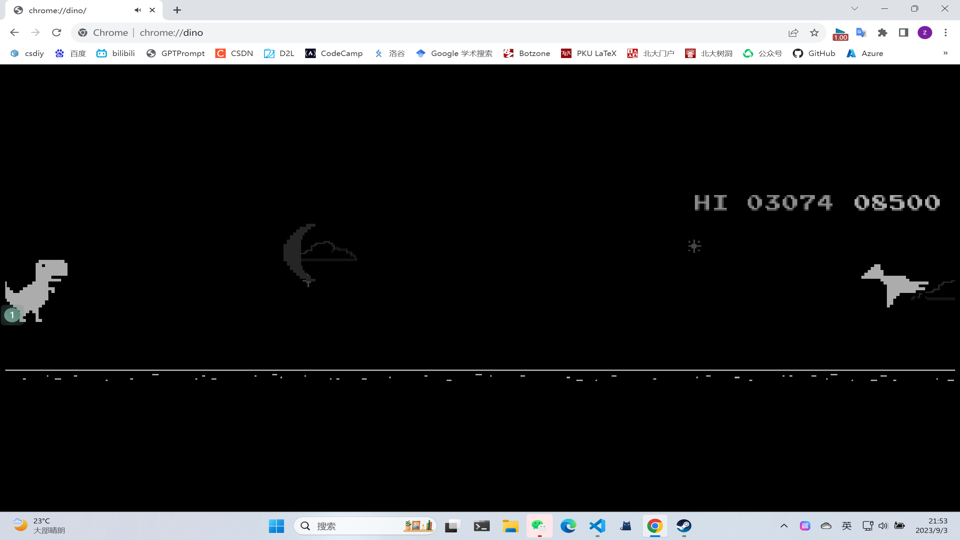 chrome://dino/
Chrome | chrome://dino
1.00
z
csdiy 百度 bilibili GPTPrompt CSDN D2L CodeCamp 洛谷 Google 学术搜索 Botzone PKU LaTeX 北大门户 北大树洞 公众号 GitHub Azure »
HI 03074 08500
1
23°C
大部晴朗
搜索
英
21:53
2023/9/3